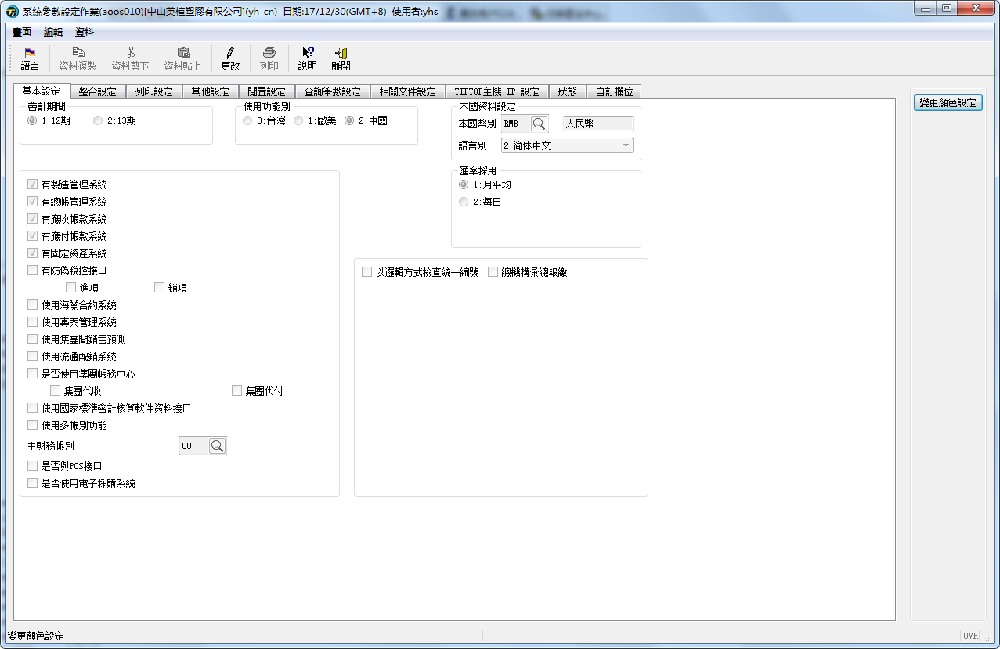 系統參數設定作業(aoos010)[中山英楦塑膠有限公司](yh_cn) 日期:17/12/30(GMT+8) 使用者:yhs
畫面 編輯 資料
語言 資料複製 資料剪下 資料貼上 更改 列印 說明 離開
基本設定 整合設定 列印設定 其他設定 閒置設定 查詢筆數設定 相關文件設定 TIPTOP主機 IP 設定 狀態 自訂欄位
變更顏色設定
會計期間
1:12期 2:13期
使用功能別
0:台灣 1:歐美 2:中國
本國資料設定
本國幣別 RMB 人民幣
語言別 2:简体中文
匯率採用
1:月平均
2:每日
有製造管理系統
有總帳管理系統
有應收帳款系統
有應付帳款系統
有固定資產系統
有防偽稅控接口
進項 銷項
使用海關合約系統
使用專案管理系統
使用集團間銷售預測
使用流通配銷系統
是否使用集團帳務中心
集團代收 集團代付
使用國家標準會計核算軟件資料接口
使用多帳別功能
主財務帳別 00
是否與POS接口
是否使用電子採購系統
以邏輯方式檢查統一編號 總機構彙總報繳
變更顏色設定
OVR